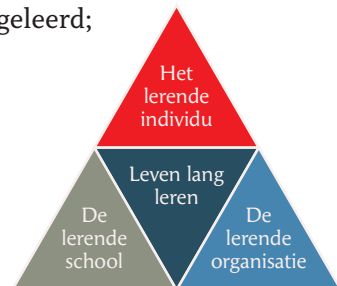 geleerd;
Het
lerende
individu
Leven lang
leren
De
lerende
school
De
lerende
organisatie